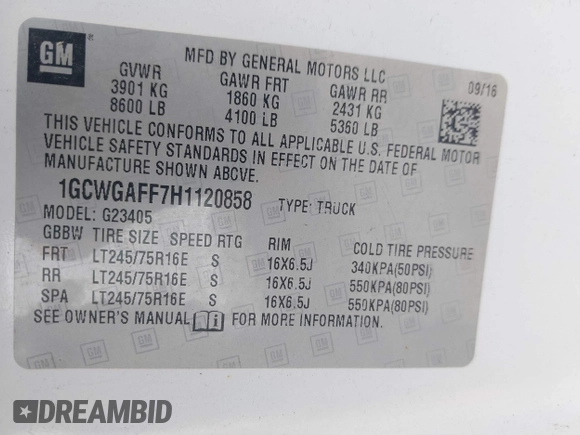 GM
MFD BY GENERAL MOTORS LLC
09/16
GVWR GAWR FRT GAWR RR
3901 KG 1860 KG 2431 KG
8600 LB 4100 LB 5360 LB
THIS VEHICLE CONFORMS TO ALL APPLICABLE U.S. FEDERAL MOTOR
VEHICLE SAFETY STANDARDS IN EFFECT ON THE DATE OF
MANUFACTURE SHOWN ABOVE.
1GCWGAFF7H1120858 TYPE: TRUCK
MODEL: G23405
GBBW TIRE SIZE SPEED RTG RIM COLD TIRE PRESSURE
FRT LT245/75R16E S 16X6.5J 340KPA(50PSI)
RR LT245/75R16E S 16X6.5J 550KPA(80PSI)
SPA LT245/75R16E S 16X6.5J 550KPA(80PSI)
SEE OWNER'S MANUAL i FOR MORE INFORMATION.
DREAMBID